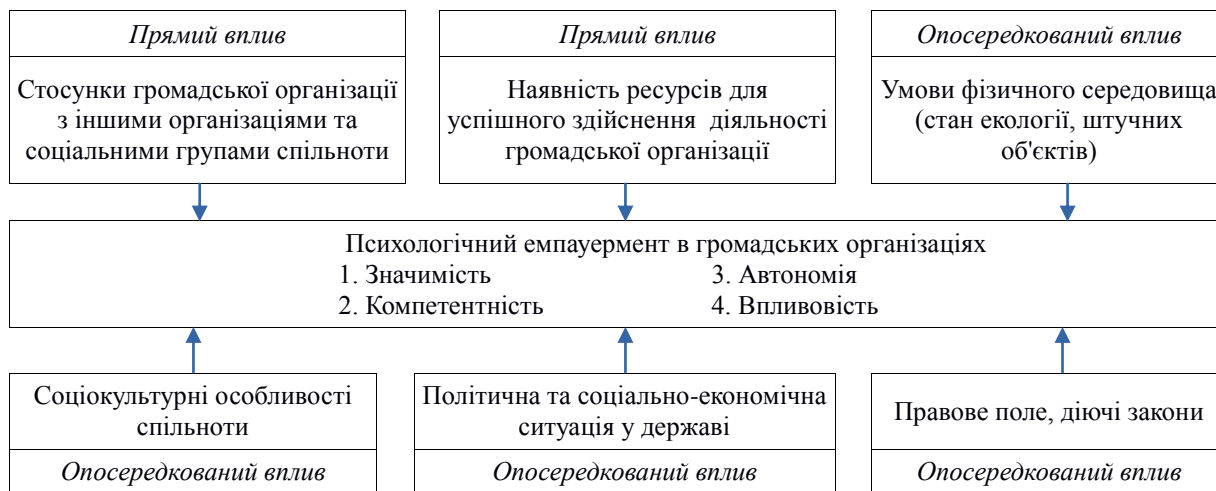 Прямий вплив
Стосунки громадської організації
з іншими організаціями та
соціальними групами спільноти
Прямий вплив
Наявність ресурсів для
успішного здійснення діяльності
громадської організації
Опосередкований вплив
Умови фізичного середовища
(стан екології, штучних
об'єктів)
Психологічний емпауермент в громадських організаціях
1. Значимість 3. Автономія
2. Компетентність 4. Впливовість
Соціокультурні особливості
спільноти
Опосередкований вплив
Політична та соціально-економічна
ситуація у державі
Опосередкований вплив
Правове поле, діючі закони
Опосередкований вплив